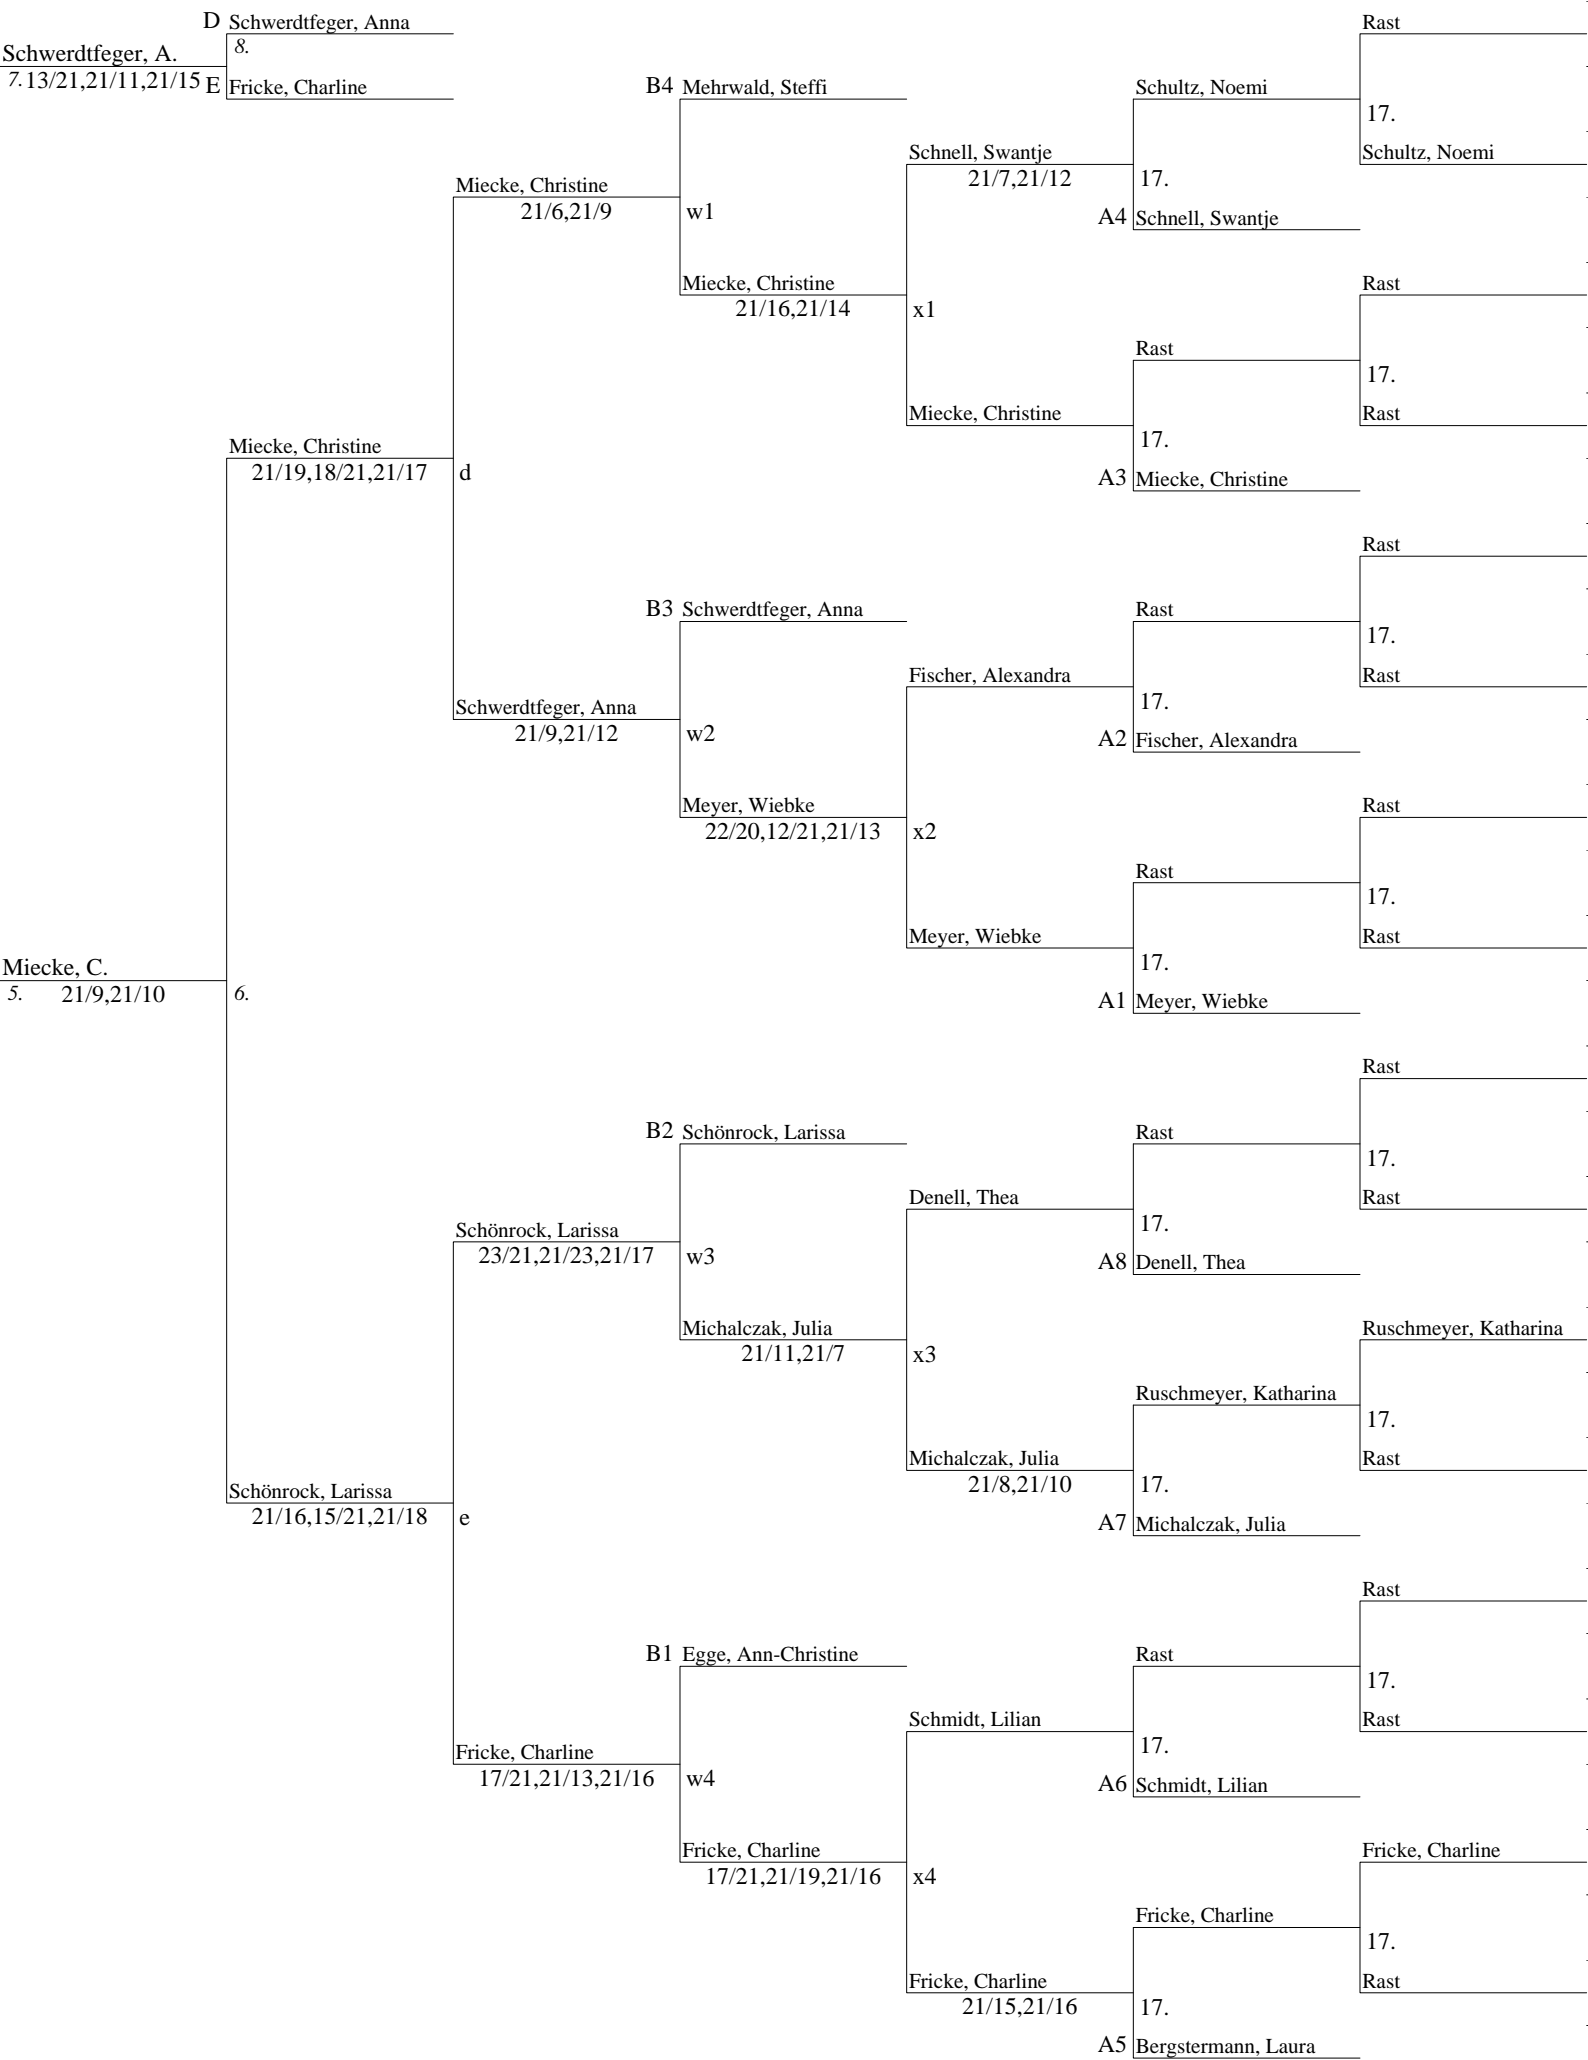 D Schwerdtfeger, Anna
Rast
Schwerdtfeger, A.
8.
7. 13/21,21/11,21/15
E Fricke, Charline
B4 Mehrwald, Steffi
Schultz, Noemi
17.
Schnell, Swantje
Schultz, Noemi
21/7,21/12
17.
Miecke, Christine
21/6,21/9
w1
A4 Schnell, Swantje
Miecke, Christine
Rast
21/16,21/14
x1
Rast
17.
Miecke, Christine
Rast
Miecke, Christine
17.
21/19,18/21,21/17
d
A3 Miecke, Christine
Rast
B3 Schwerdtfeger, Anna
Rast
17.
Fischer, Alexandra
Rast
Schwerdtfeger, Anna
17.
21/9,21/12
w2
A2 Fischer, Alexandra
Meyer, Wiebke
Rast
22/20,12/21,21/13
x2
Rast
17.
Meyer, Wiebke
Rast
Miecke, C.
17.
5. 21/9,21/10
6.
A1 Meyer, Wiebke
Rast
B2 Schönrock, Larissa
Rast
17.
Denell, Thea
Rast
Schönrock, Larissa
17.
23/21,21/23,21/17
w3
A8 Denell, Thea
Michalczak, Julia
Ruschmeyer, Katharina
21/11,21/7
x3
Ruschmeyer, Katharina
17.
Michalczak, Julia
Rast
21/8,21/10
17.
Schönrock, Larissa
21/16,15/21,21/18
e
A7 Michalczak, Julia
Rast
B1 Egge, Ann-Christine
Rast
17.
Schmidt, Lilian
Rast
Fricke, Charline
17.
17/21,21/13,21/16
w4
A6 Schmidt, Lilian
Fricke, Charline
Fricke, Charline
17/21,21/19,21/16
x4
Fricke, Charline
17.
Fricke, Charline
Rast
21/15,21/16
17.
A5 Bergstermann, Laura